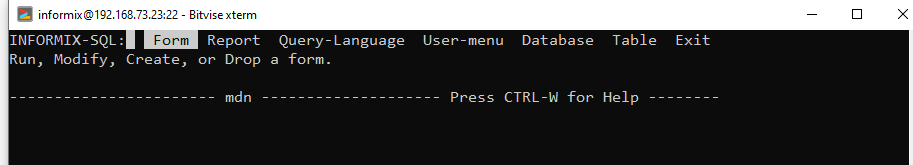 informix@192.168.73.23:22 - Bitvise xterm
INFORMIX-SQL: Form Report Query-Language User-menu Database Table Exit
Run, Modify, Create, or Drop a form.
----------------------- mdn ------------------- Press CTRL-W for Help --------